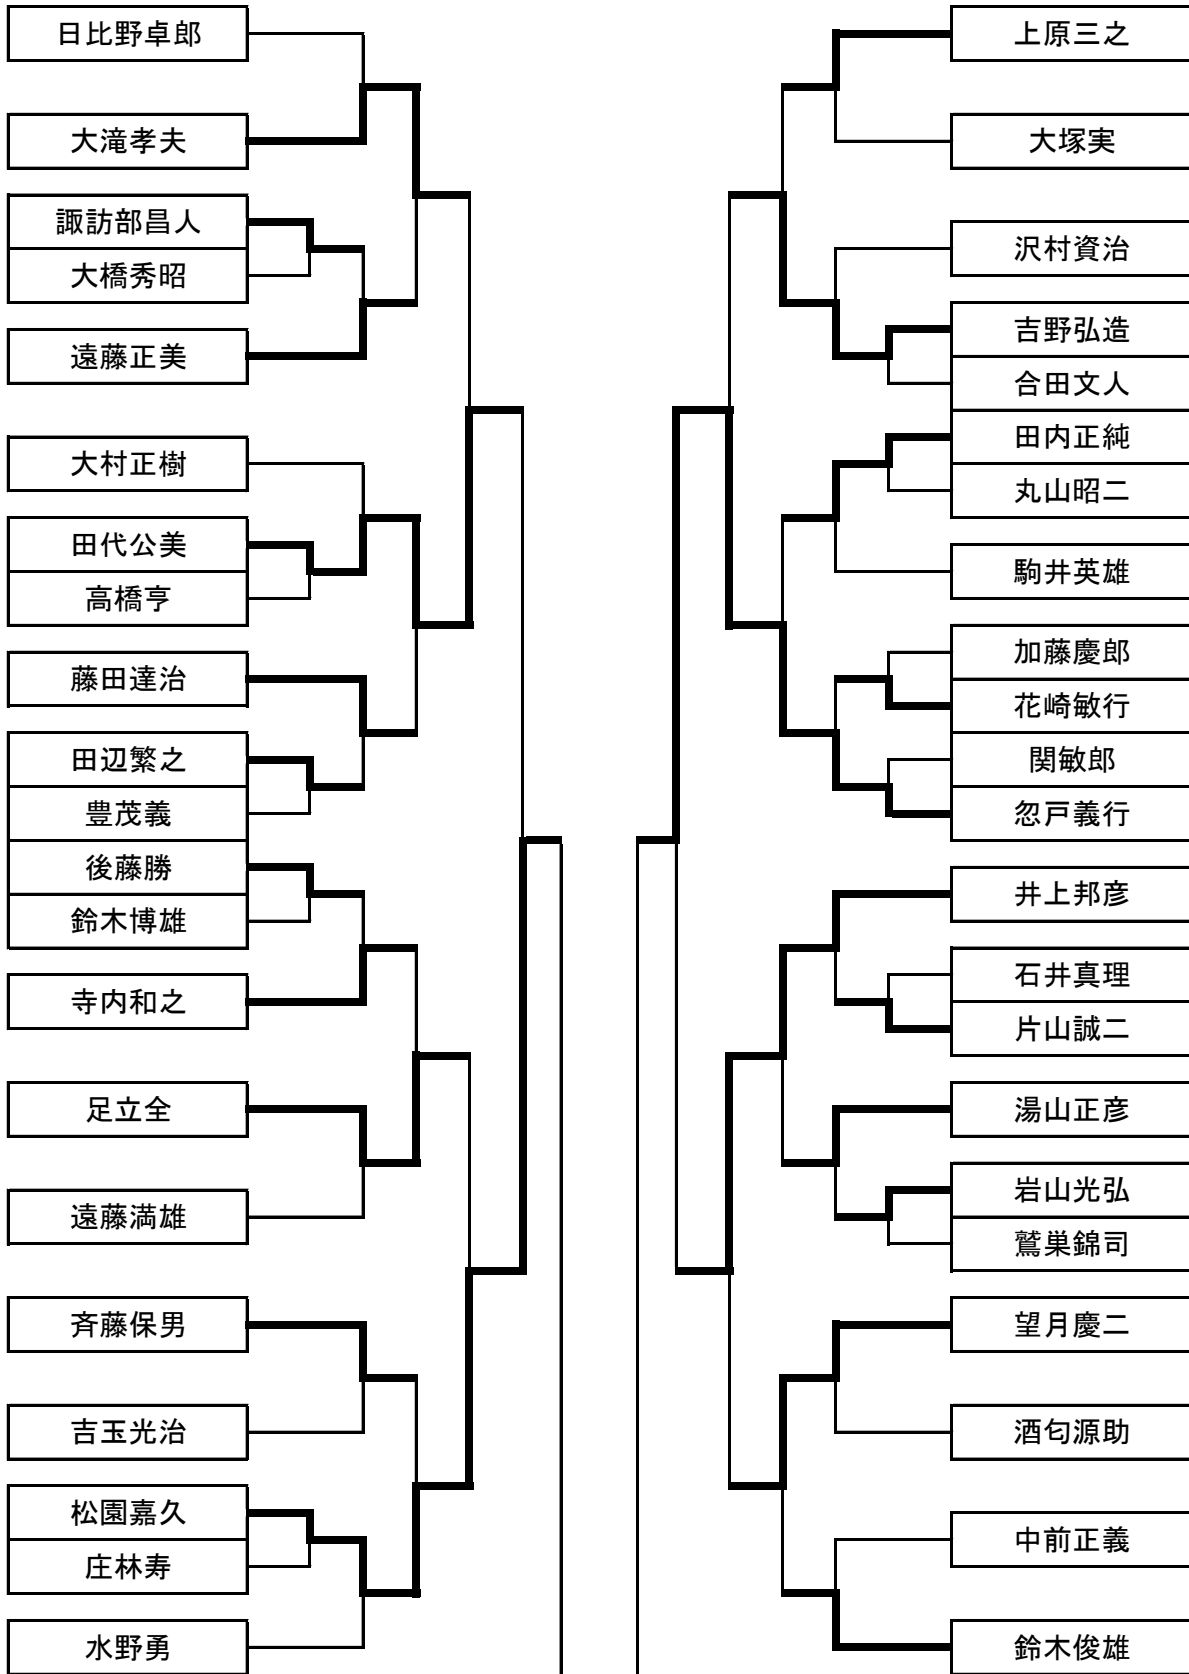 日比野卓郎
大滝孝夫
諏訪部昌人
大橋秀昭
遠藤正美
大村正樹
田代公美
高橋亨
藤田達治
田辺繁之
豊茂義
後藤勝
鈴木博雄
寺内和之
足立全
遠藤満雄
斉藤保男
吉玉光治
松園嘉久
庄林寿
水野勇
上原三之
大塚実
沢村資治
吉野弘造
合田文人
田内正純
丸山昭二
駒井英雄
加藤慶郎
花崎敏行
関敏郎
忽戸義行
井上邦彦
石井真理
片山誠二
湯山正彦
岩山光弘
鷲巣錦司
望月慶二
酒匂源助
中前正義
鈴木俊雄